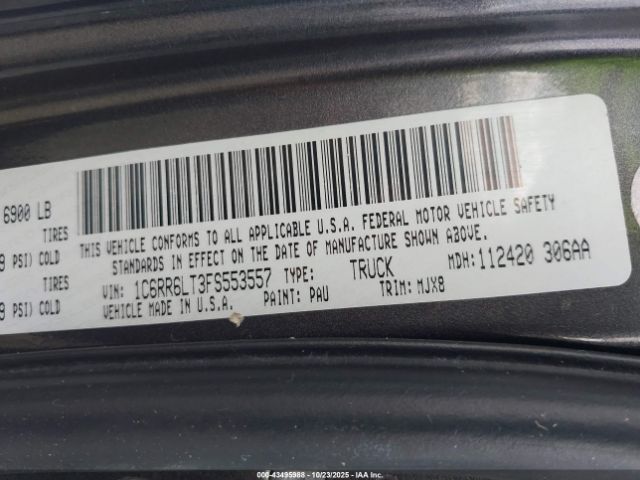 6900 LB
TIRES
PSI) COLD
TIRES
PSI) COLD
THIS VEHICLE CONFORMS TO ALL APPLICABLE U.S.A. FEDERAL MOTOR VEHICLE SAFETY
STANDARDS IN EFFECT ON THE DATE OF MANUFACTURE SHOWN ABOVE.
VIN: 1C6RR6LT3FS553557 TYPE: TRUCK MDH: 112420 306AA
VEHICLE MADE IN U.S.A. PAINT: PAU TRIM: MJX8
000-43495988 - 10/23/2025 - IAA Inc.